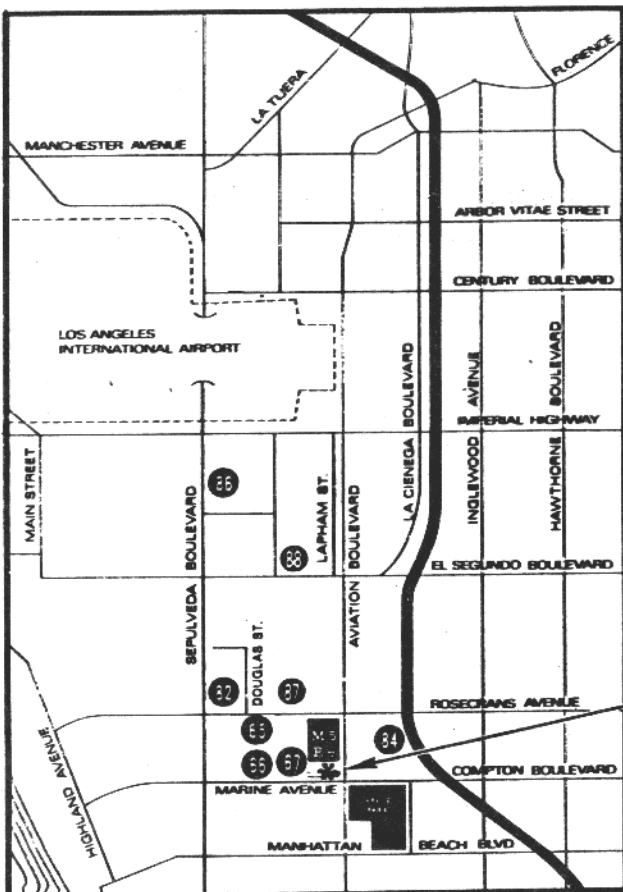 LA TIJERA
FLORENCE
MANCHESTER AVENUE
ARBOR VITAE STREET
CENTURY BOULEVARD
LOS ANGELES
INTERNATIONAL AIRPORT
LA CIENEGA BOULEVARD
INGLEWOOD AVENUE
HAWTHORNE BOULEVARD
IMPERIAL HIGHWAY
MAIN STREET
SEPULVEDA BOULEVARD
LAPHAM ST.
AVIATION BOULEVARD
88
EL SEGUNDO BOULEVARD
DOUGLAS ST.
82
87
ROSECRANS AVENUE
84
66
67
COMPTON BOULEVARD
MARINE AVENUE
HIGHLAND AVENUE
MANHATTAN BEACH BLVD